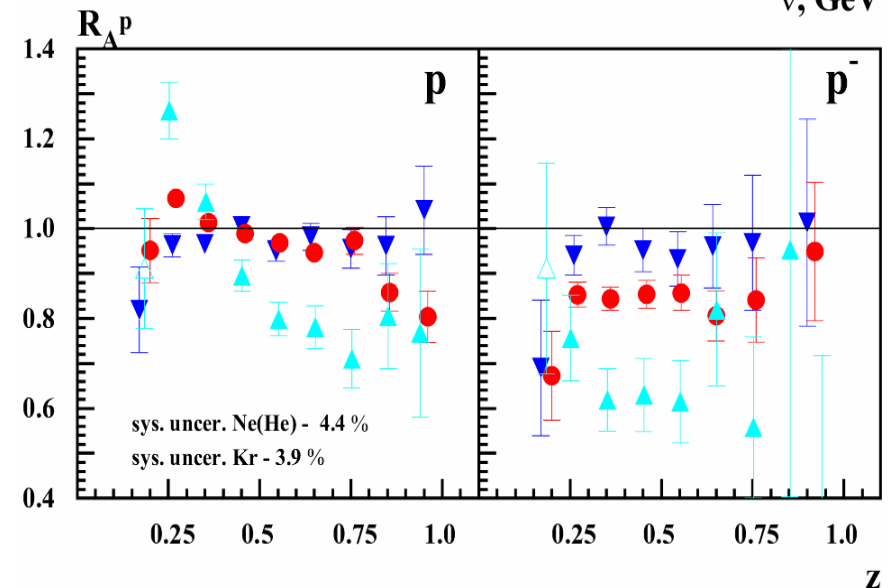 ν, GeV
R_A^p
1.4
p
p^-
1.2
1.0
0.8
0.6
sys. uncer. Ne(He) - 4.4 %
sys. uncer. Kr - 3.9 %
0.4
0.25 0.5 0.75 1.0 0.25 0.5 0.75 1.0
z